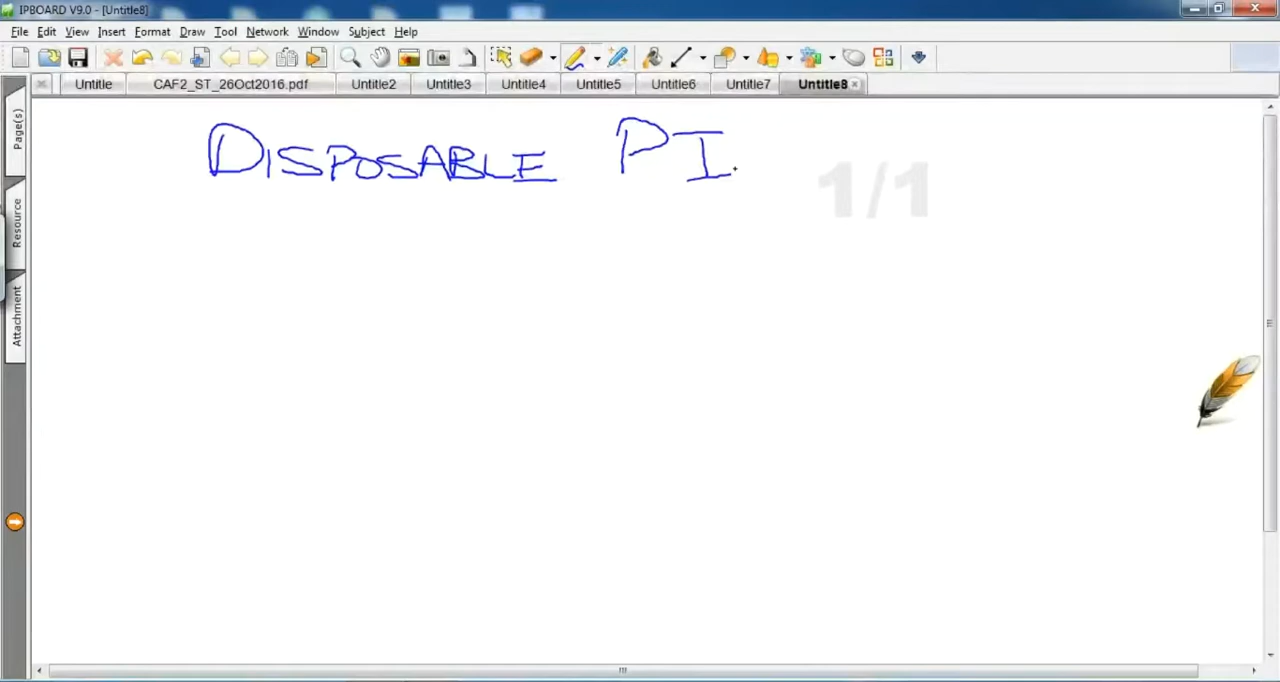 IPBOARD V9.0 - [Untitle8]
File Edit View Insert Format Draw Tool Network Window Subject Help
Untitle CAF2_ST_26Oct2016.pdf Untitle2 Untitle3 Untitle4 Untitle5 Untitle6 Untitle7 Untitle8
Page(s)
Resource
Attachment
DISPOSABLE PI
1/1